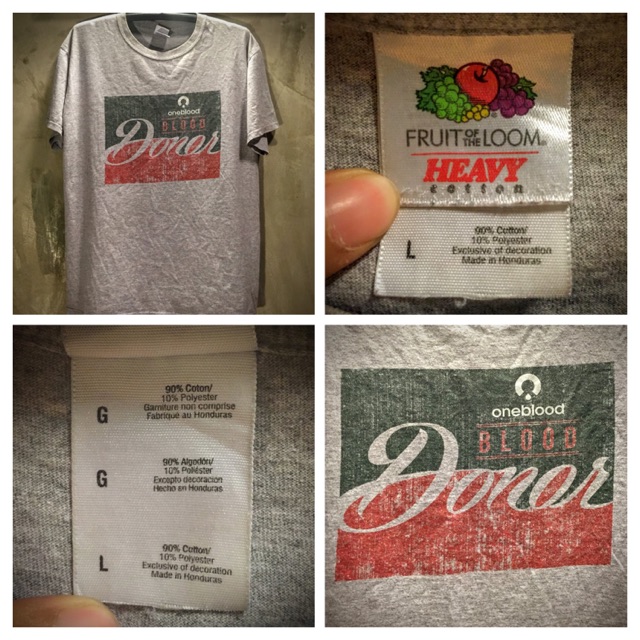 oneblood
BLOOD
Donor
FRUIT OF THE LOOM®
HEAVY
cotton
L
90% Cotton/
10% Polyester
Exclusive of decoration
Made in Honduras
G
90% Coton/
10% Polyester
Garniture non comprise
Fabriqué au Honduras
G
90% Algodón/
10% Poliéster
Excepto decoración
Hecho en Honduras
L
90% Cotton/
10% Polyester
Exclusive of decoration
Made in Honduras
oneblood
BLOOD
Donor